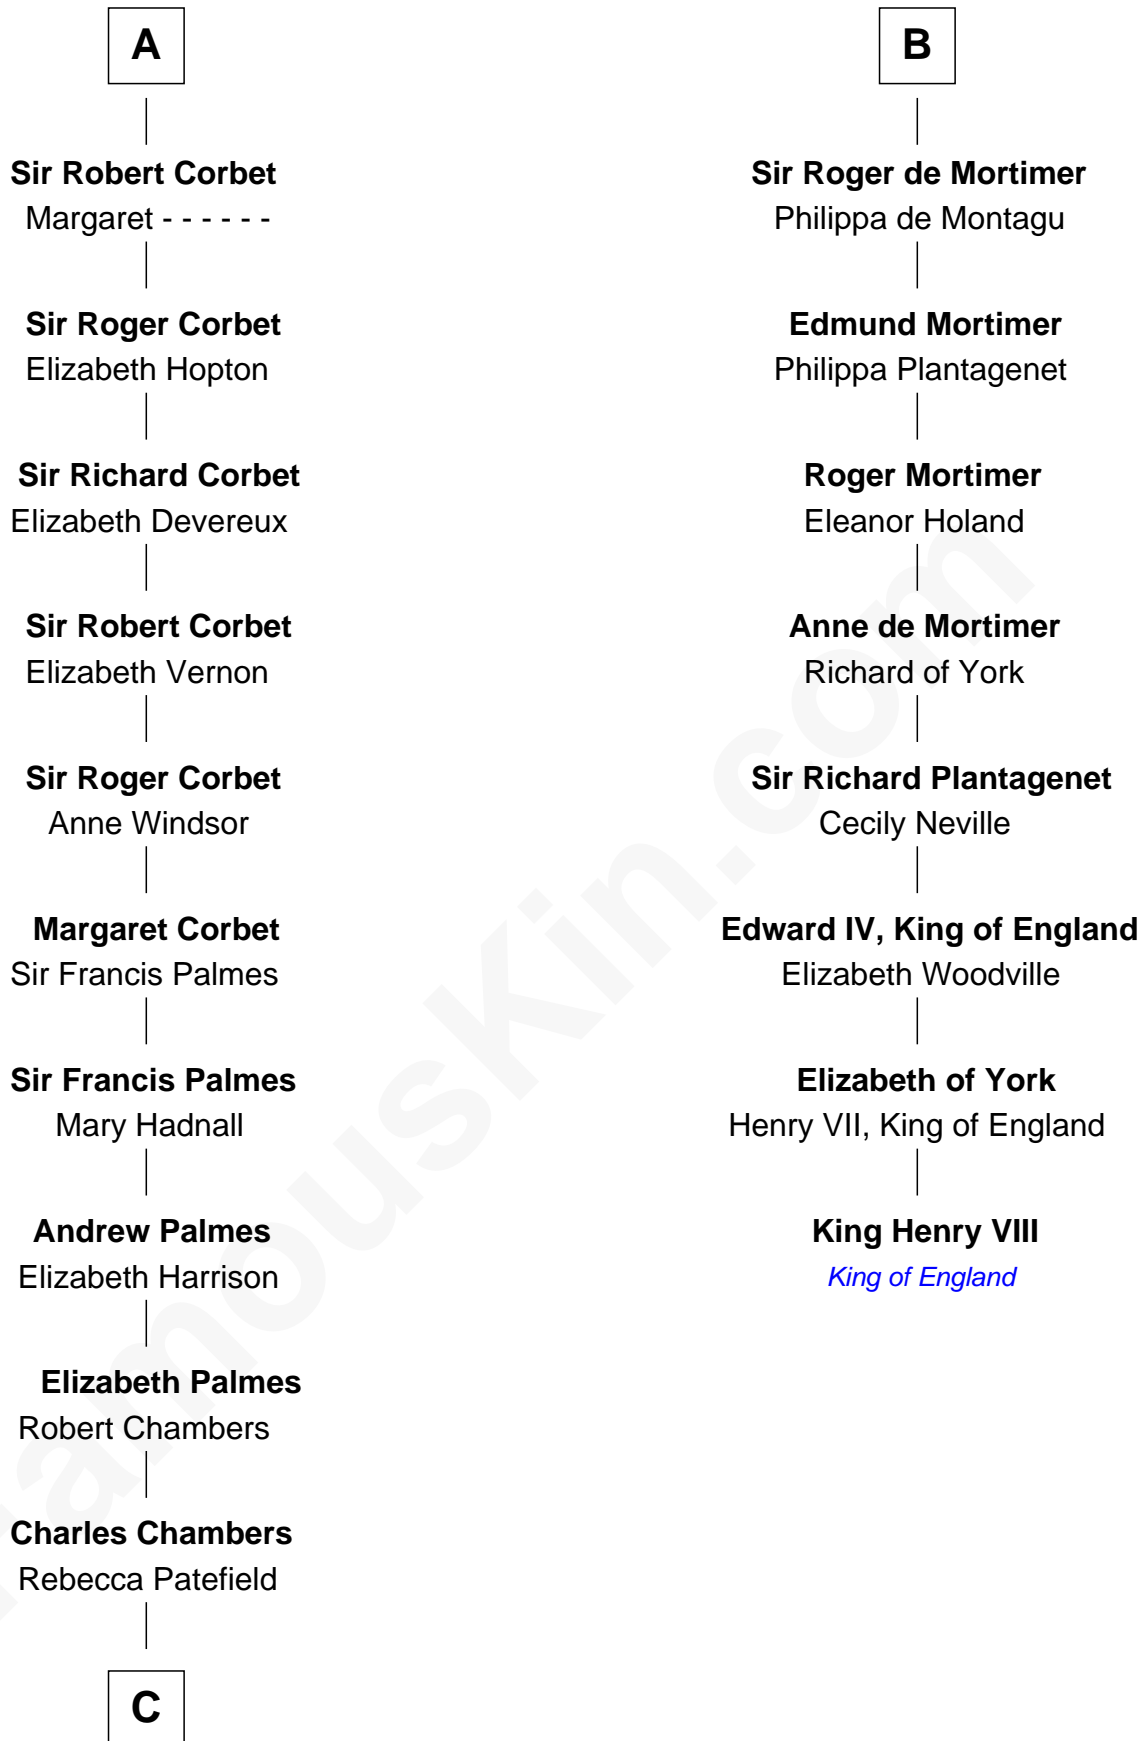 A
Sir Robert Corbet
Margaret - - - - - -
Sir Roger Corbet
Elizabeth Hopton
Sir Richard Corbet
Elizabeth Devereux
Sir Robert Corbet
Elizabeth Vernon
Sir Roger Corbet
Anne Windsor
Margaret Corbet
Sir Francis Palmes
Sir Francis Palmes
Mary Hadnall
Andrew Palmes
Elizabeth Harrison
Elizabeth Palmes
Robert Chambers
Charles Chambers
Rebecca Patefield
C
B
Sir Roger de Mortimer
Philippa de Montagu
Edmund Mortimer
Philippa Plantagenet
Roger Mortimer
Eleanor Holand
Anne de Mortimer
Richard of York
Sir Richard Plantagenet
Cecily Neville
Edward IV, King of England
Elizabeth Woodville
Elizabeth of York
Henry VII, King of England
King Henry VIII
King of England
FamousKin.com